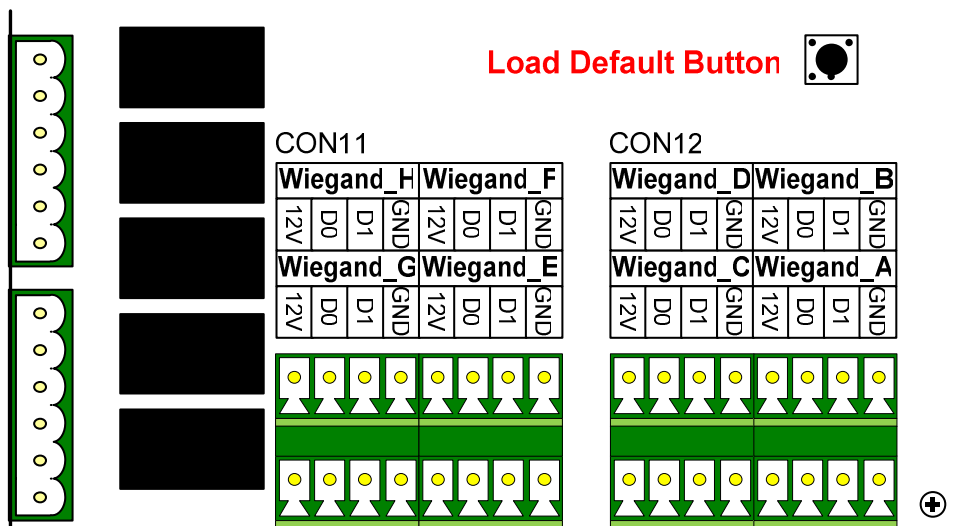 Load Default Button
CON11 CON12
Wiegand_H Wiegand_F Wiegand_D Wiegand_B
12V D0 D1 GND 12V D0 D1 GND 12V D0 D1 GND 12V D0 D1 GND
Wiegand_G Wiegand_E Wiegand_C Wiegand_A
12V D0 D1 GND 12V D0 D1 GND 12V D0 D1 GND 12V D0 D1 GND